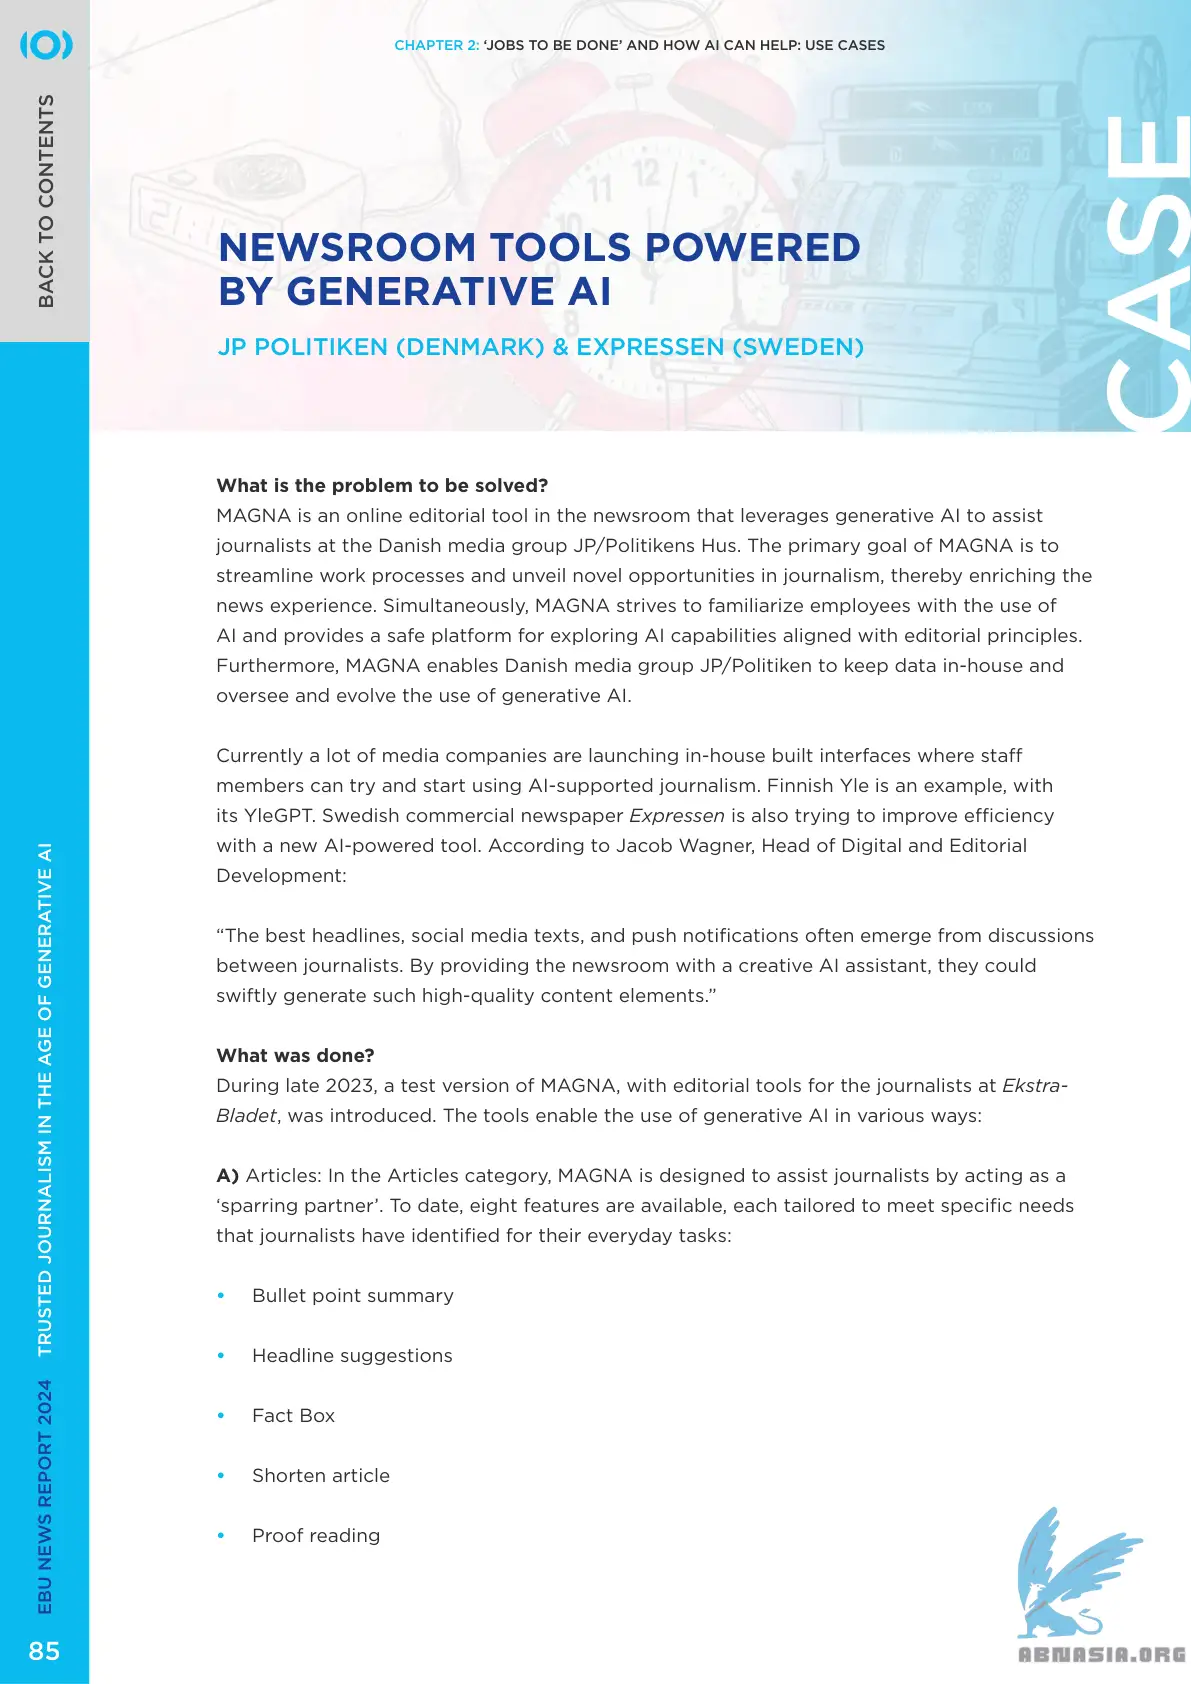 CHAPTER 2: ‘JOBS TO BE DONE’ AND HOW AI CAN HELP: USE CASES
BACK TO CONTENTS
CASE
NEWSROOM TOOLS POWERED
BY GENERATIVE AI
JP POLITIKEN (DENMARK) & EXPRESSEN (SWEDEN)
11 12 1
10
8
What is the problem to be solved?
MAGNA is an online editorial tool in the newsroom that leverages generative AI to assist
journalists at the Danish media group JP/Politikens Hus. The primary goal of MAGNA is to
streamline work processes and unveil novel opportunities in journalism, thereby enriching the
news experience. Simultaneously, MAGNA strives to familiarize employees with the use of
AI and provides a safe platform for exploring AI capabilities aligned with editorial principles.
Furthermore, MAGNA enables Danish media group JP/Politiken to keep data in-house and
oversee and evolve the use of generative AI.
Currently a lot of media companies are launching in-house built interfaces where staff
members can try and start using AI-supported journalism. Finnish Yle is an example, with
its YleGPT. Swedish commercial newspaper Expressen is also trying to improve efficiency
with a new AI-powered tool. According to Jacob Wagner, Head of Digital and Editorial
Development:
“The best headlines, social media texts, and push notifications often emerge from discussions
between journalists. By providing the newsroom with a creative AI assistant, they could
swiftly generate such high-quality content elements.”
What was done?
During late 2023, a test version of MAGNA, with editorial tools for the journalists at Ekstra-
Bladet, was introduced. The tools enable the use of generative AI in various ways:
A) Articles: In the Articles category, MAGNA is designed to assist journalists by acting as a
‘sparring partner’. To date, eight features are available, each tailored to meet specific needs
that journalists have identified for their everyday tasks:
• Bullet point summary
• Headline suggestions
• Fact Box
• Shorten article
• Proof reading
EBU NEWS REPORT 2024 TRUSTED JOURNALISM IN THE AGE OF GENERATIVE AI
85
ABNASIA.ORG